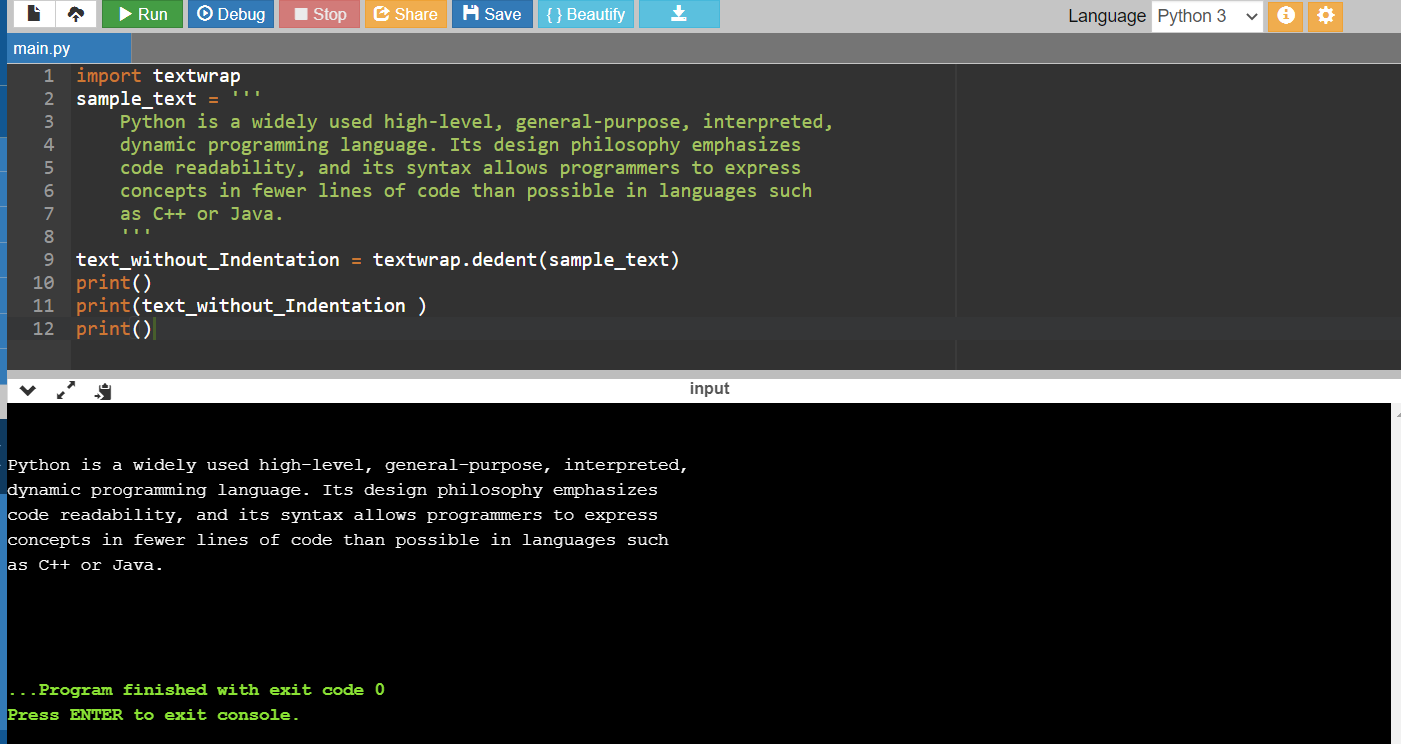 Run Debug Stop Share Save { } Beautify Language Python 3
main.py
1 import textwrap
2 sample_text = '''
3     Python is a widely used high-level, general-purpose, interpreted,
4     dynamic programming language. Its design philosophy emphasizes
5     code readability, and its syntax allows programmers to express
6     concepts in fewer lines of code than possible in languages such
7     as C++ or Java.
8     '''
9 text_without_Indentation = textwrap.dedent(sample_text)
10 print()
11 print(text_without_Indentation )
12 print()
input
Python is a widely used high-level, general-purpose, interpreted,
dynamic programming language. Its design philosophy emphasizes
code readability, and its syntax allows programmers to express
concepts in fewer lines of code than possible in languages such
as C++ or Java.
...Program finished with exit code 0
Press ENTER to exit console.